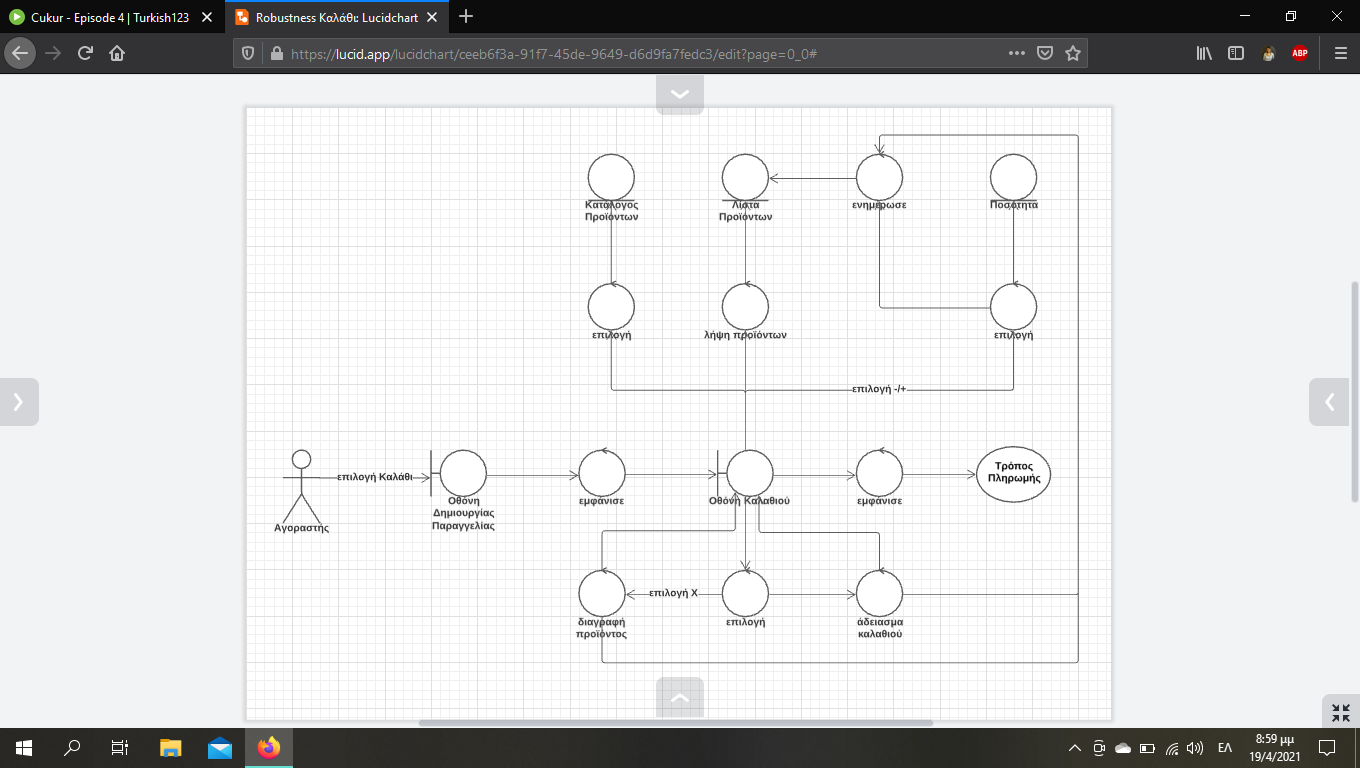 Cukur - Episode 4 | Turkish123
Robustness Καλάθι: Lucidchart
https://lucid.app/lucidchart/ceeb6f3a-91f7-45de-9649-d6d9fa7fedc3/edit?page=0_0#
ABP
Κατάλογος
Προϊόντων
Λίστα
Προϊόντων
ενημέρωσε
Ποσότητα
επιλογή
λήψη προϊόντων
επιλογή
επιλογή -/+
επιλογή Καλάθι
Αγοραστής
Οθόνη
Δημιουργίας
Παραγγελίας
εμφάνισε
Οθόνη Καλαθιού
εμφάνισε
Τρόπος
Πληρωμής
διαγραφή
προϊόντος
επιλογή Χ
επιλογή
άδειασμα
καλαθιού
ΕΛ
8:59 μμ
19/4/2021